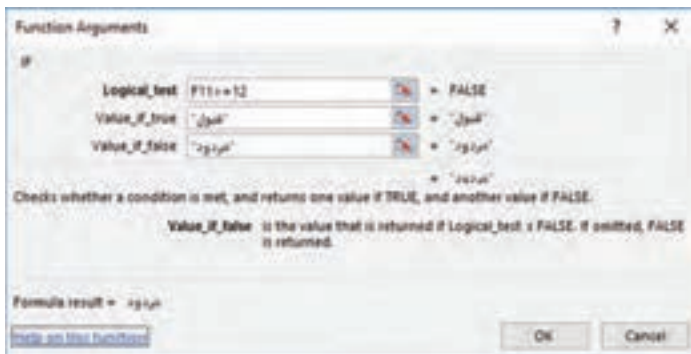 Function Arguments ? ×
IF
Logical_test F11>=12 = FALSE
Value_if_true "قبول" = "قبول"
Value_if_false "مردود" = "مردود"
= "مردود"
Checks whether a condition is met, and returns one value if TRUE, and another value if FALSE.
Value_if_false is the value that is returned if Logical_test is FALSE. If omitted, FALSE
is returned.
Formula result = مردود
Help on this function OK Cancel